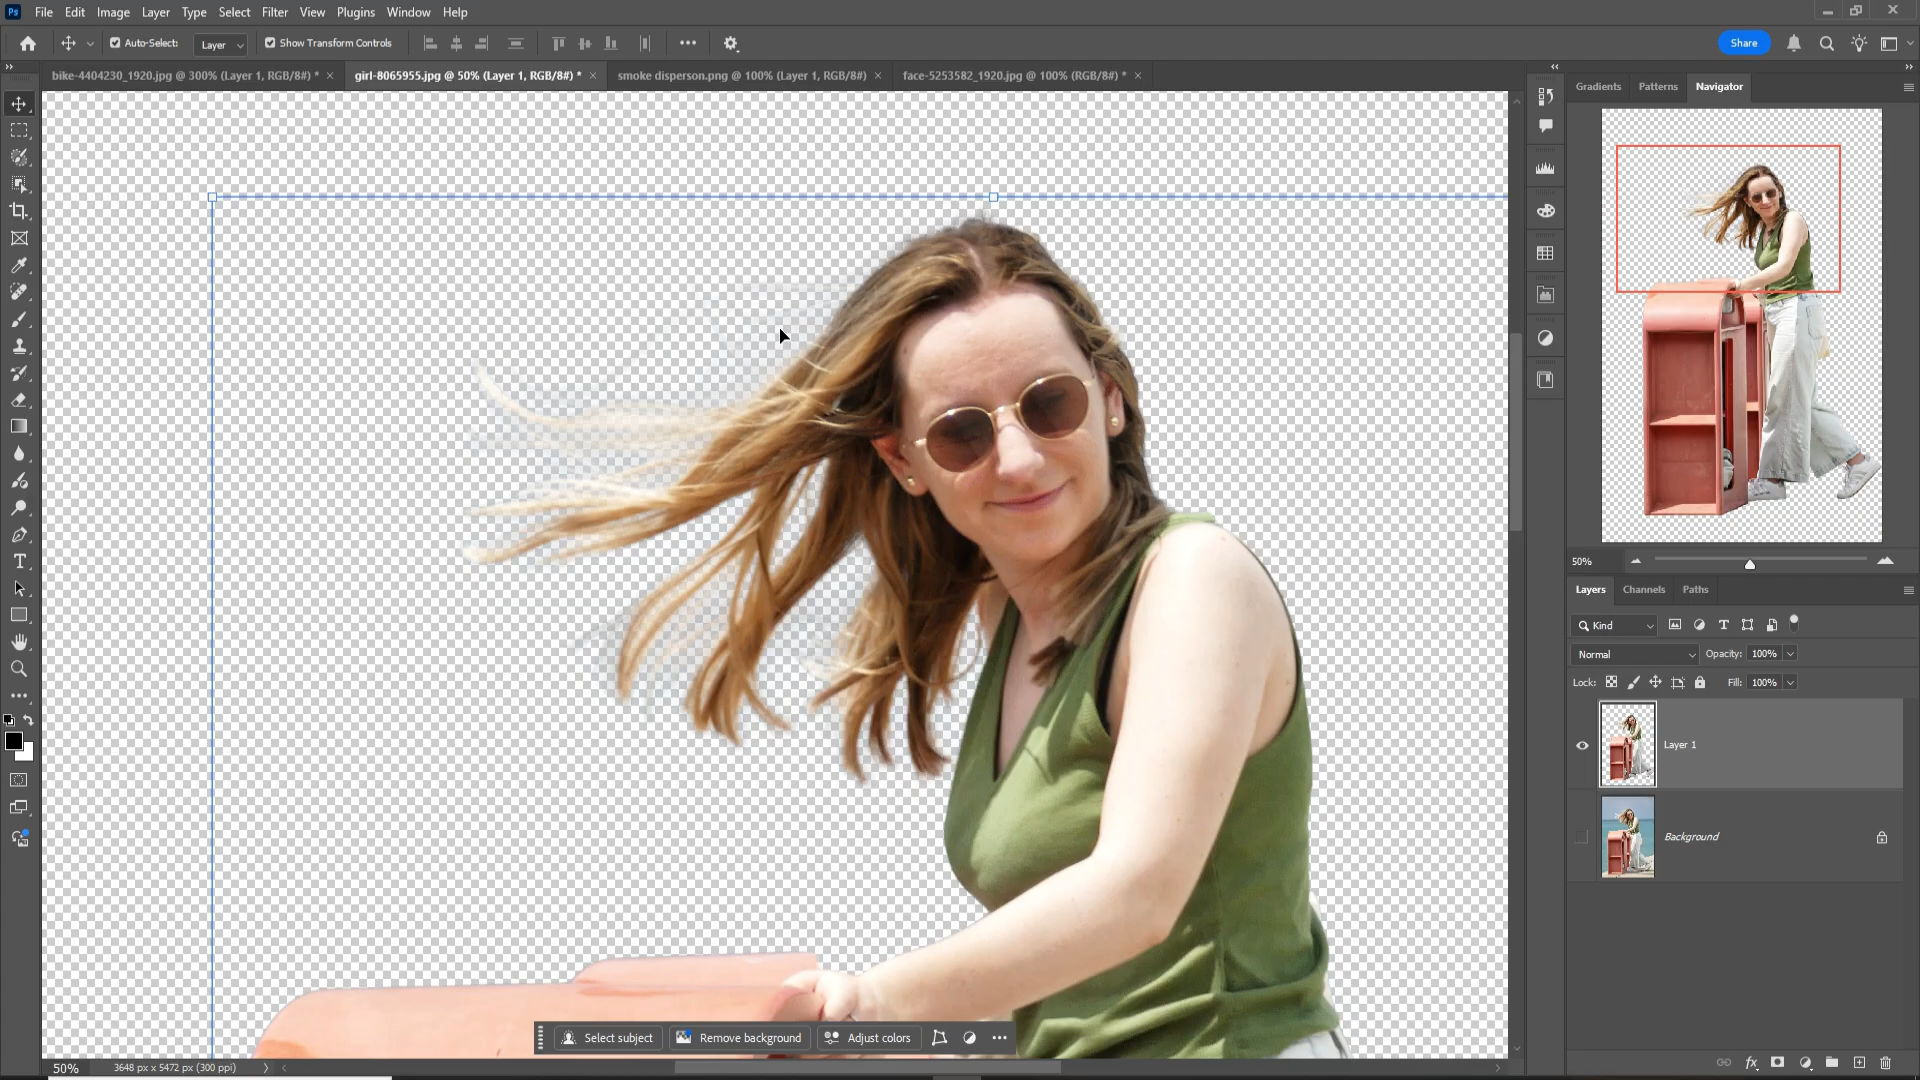 Ps File Edit Image Layer Type Select Filter View Plugins Window Help
Auto-Select: Layer Show Transform Controls Share
bike-4404230_1920.jpg @ 300% (Layer 1, RGB/8#) * girl-8065955.jpg @ 50% (Layer 1, RGB/8#) * smoke disperson.png @ 100% (Layer 1, RGB/8#) face-5253582_1920.jpg @ 100% (RGB/8#) *
Gradients Patterns Navigator
50%
Layers Channels Paths
Kind
Normal Opacity: 100%
Lock: Fill: 100%
Layer 1
Background
Select subject Remove background Adjust colors
50% 3648 px x 5472 px (300 ppi)